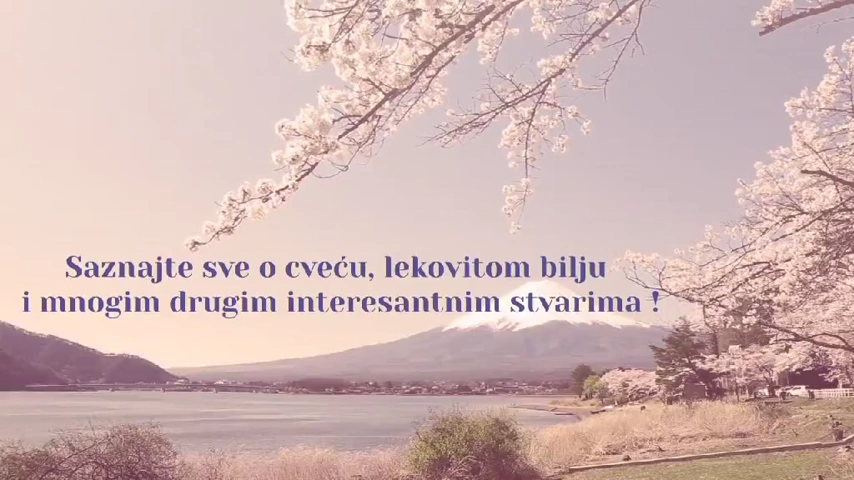 Saznajte sve o cveću, lekovitom bilju
i mnogim drugim interesantnim stvarima !